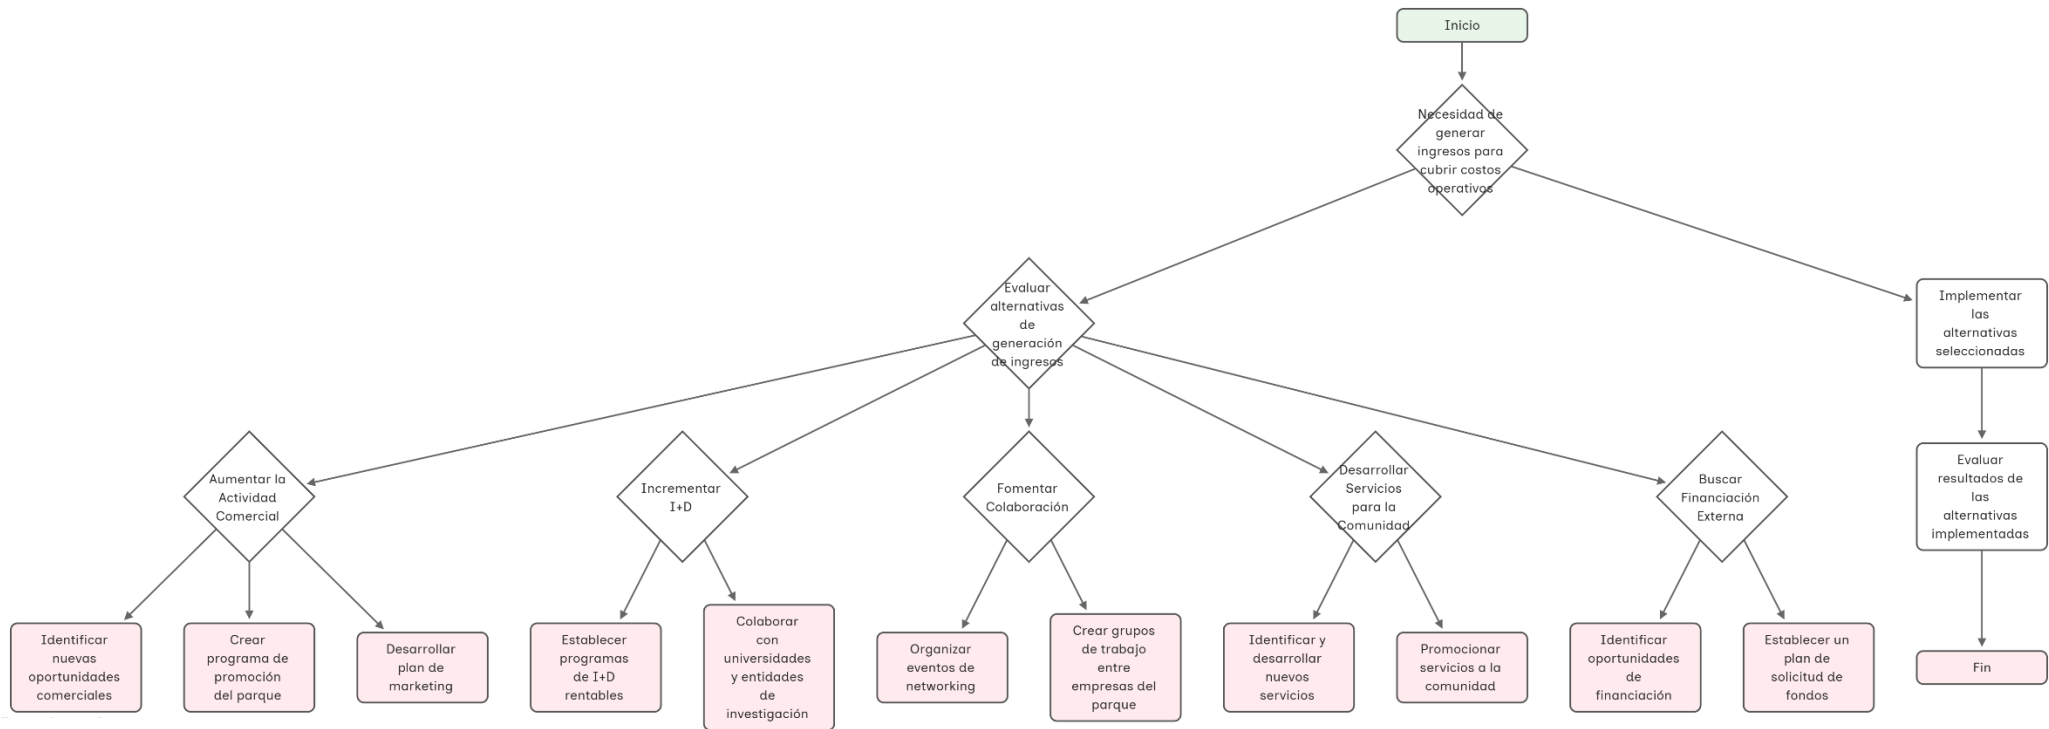 Inicio
Necesidad de
generar
ingresos para
cubrir costos
operativos
Evaluar
alternativas
de
generación
de ingresos
Implementar
las
alternativas
seleccionadas
Aumentar la
Actividad
Comercial
Incrementar
I+D
Fomentar
Colaboración
Desarrollar
Servicios
para la
Comunidad
Buscar
Financiación
Externa
Evaluar
resultados de
las
alternativas
implementadas
Identificar
nuevas
oportunidades
comerciales
Crear
programa de
promoción
del parque
Desarrollar
plan de
marketing
Establecer
programas
de I+D
rentables
Colaborar
con
universidades
y entidades
de
investigación
Organizar
eventos de
networking
Crear grupos
de trabajo
entre
empresas del
parque
Identificar y
desarrollar
nuevos
servicios
Promocionar
servicios a la
comunidad
Identificar
oportunidades
de
financiación
Establecer un
plan de
solicitud de
fondos
Fin